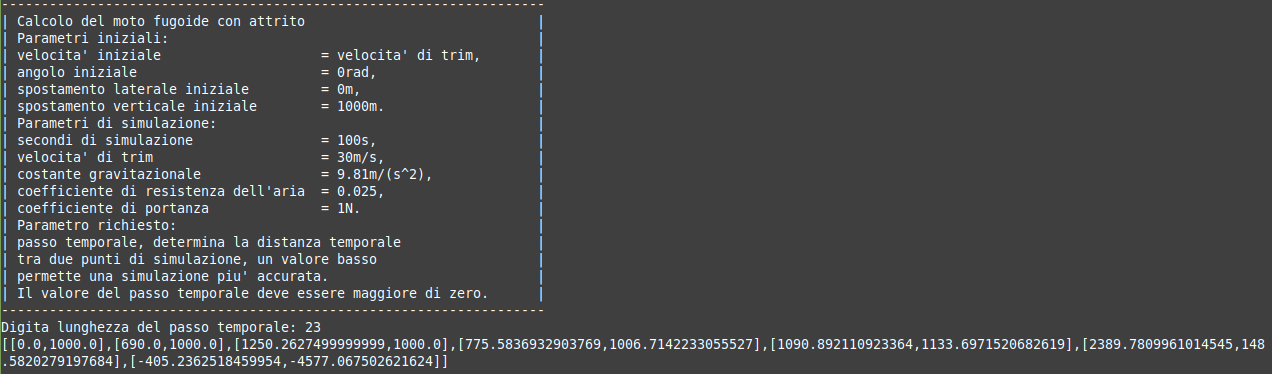 --------------------------------------------------------------------
| Calcolo del moto fugoide con attrito                             |
| Parametri iniziali:                                              |
| velocita' iniziale                    = velocita' di trim,       |
| angolo iniziale                       = 0rad,                    |
| spostamento laterale iniziale         = 0m,                      |
| spostamento verticale iniziale        = 1000m.                   |
| Parametri di simulazione:                                        |
| secondi di simulazione                = 100s,                    |
| velocita' di trim                     = 30m/s,                   |
| costante gravitazionale               = 9.81m/(s^2),             |
| coefficiente di resistenza dell'aria  = 0.025,                   |
| coefficiente di portanza              = 1N.                      |
| Parametro richiesto:                                             |
| passo temporale, determina la distanza temporale                 |
| tra due punti di simulazione, un valore basso                    |
| permette una simulazione piu' accurata.                          |
| Il valore del passo temporale deve essere maggiore di zero.      |
--------------------------------------------------------------------
Digita lunghezza del passo temporale: 23
[[0.0,1000.0],[690.0,1000.0],[1250.2627499999999,1000.0],[775.5836932903769,1006.7142233055527],[1090.892110923364,1133.6971520682619],[2389.7809961014545,148
.5820279197684],[-405.2362518459954,-4577.067502621624]]